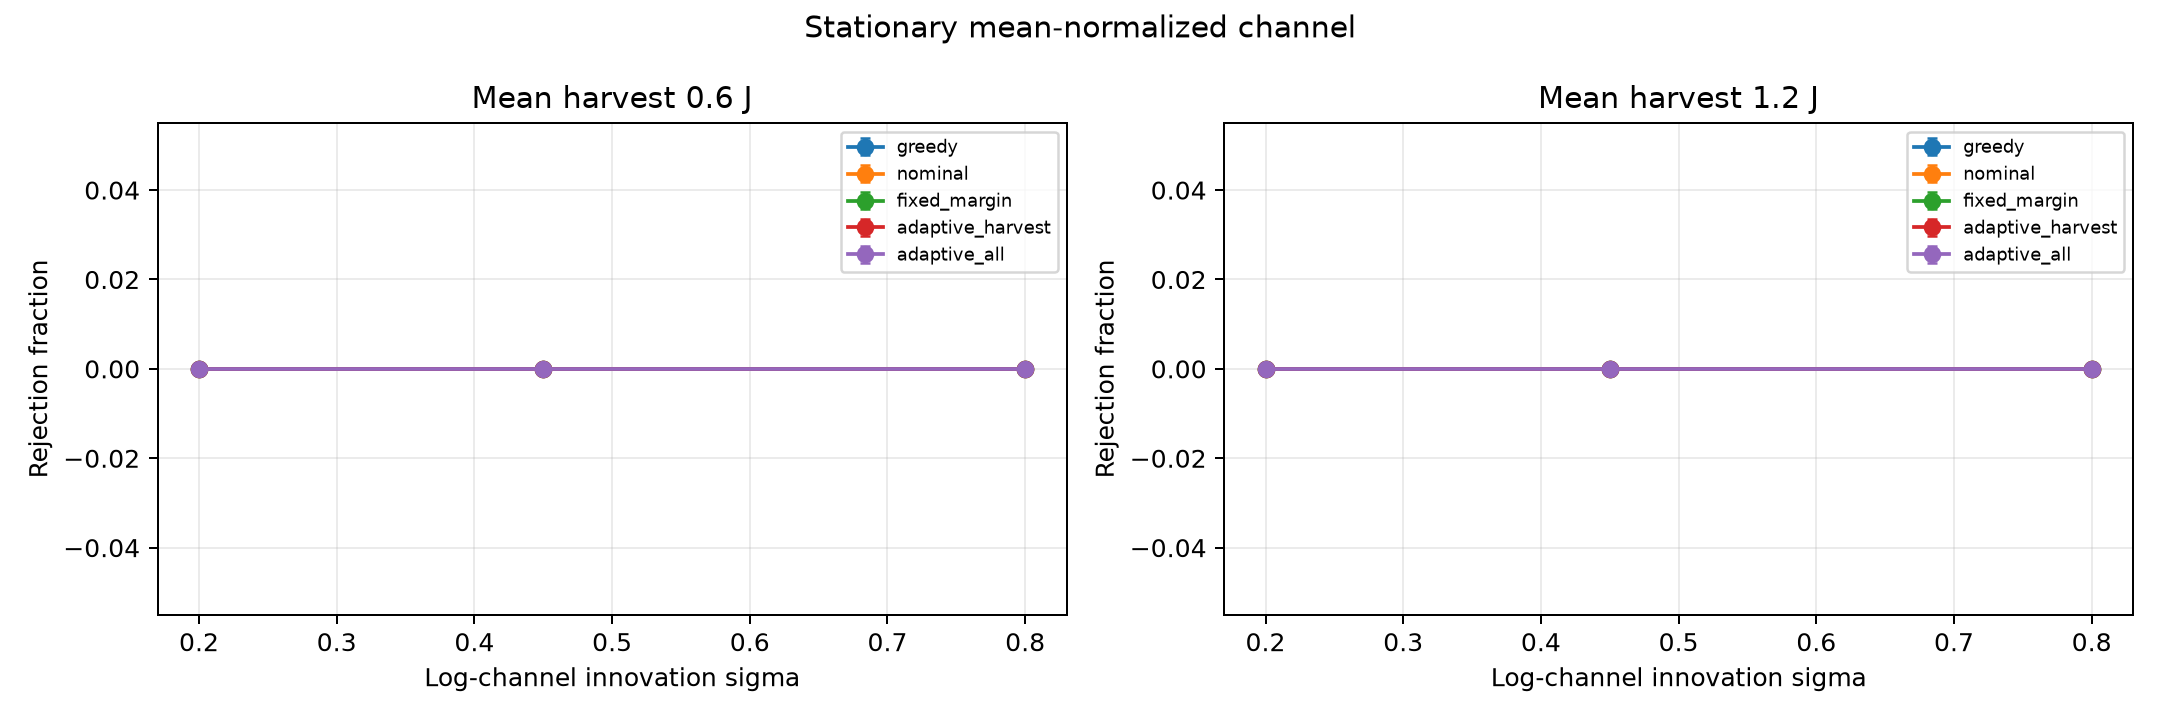 Stationary mean-normalized channel
Mean harvest 0.6 J
greedy
nominal
fixed_margin
adaptive_harvest
adaptive_all
Rejection fraction
0.04
0.02
0.00
−0.02
−0.04
0.2 0.3 0.4 0.5 0.6 0.7 0.8
Log-channel innovation sigma
Mean harvest 1.2 J
greedy
nominal
fixed_margin
adaptive_harvest
adaptive_all
Rejection fraction
0.04
0.02
0.00
−0.02
−0.04
0.2 0.3 0.4 0.5 0.6 0.7 0.8
Log-channel innovation sigma